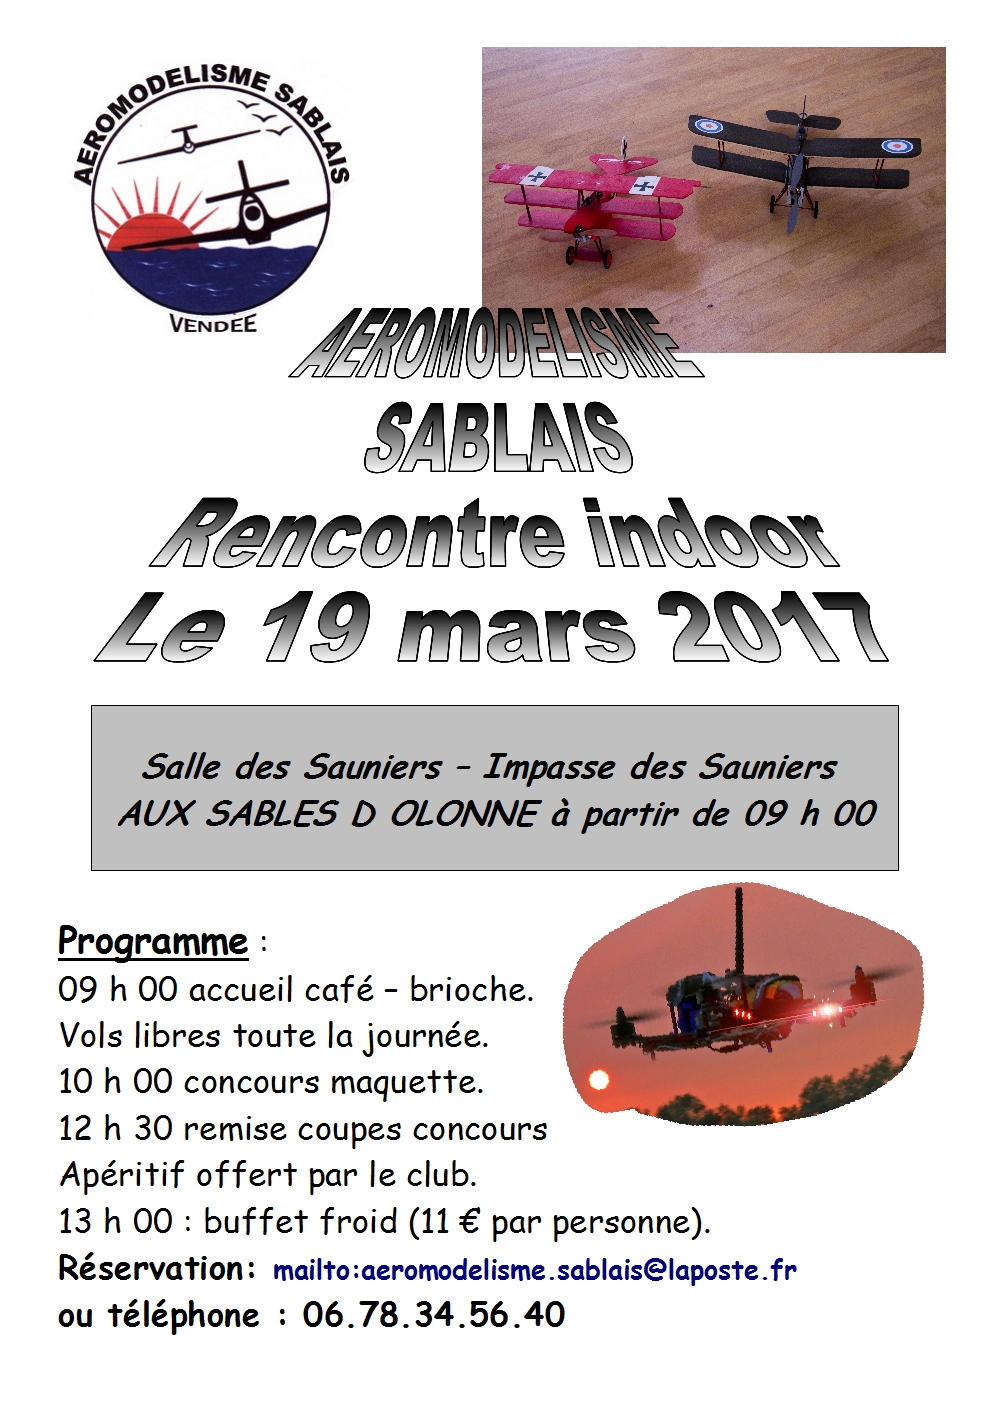 AEROMODELISME SABLAIS
VENDÉE
AEROMODELISME
SABLAIS
Rencontre indoor
Le 19 mars 2017
Salle des Sauniers – Impasse des Sauniers
AUX SABLES D OLONNE à partir de 09 h 00
Programme :
09 h 00 accueil café – brioche.
Vols libres toute la journée.
10 h 00 concours maquette.
12 h 30 remise coupes concours
Apéritif offert par le club.
13 h 00 : buffet froid (11 € par personne).
Réservation: mailto:aeromodelisme.sablais@laposte.fr
ou téléphone : 06.78.34.56.40